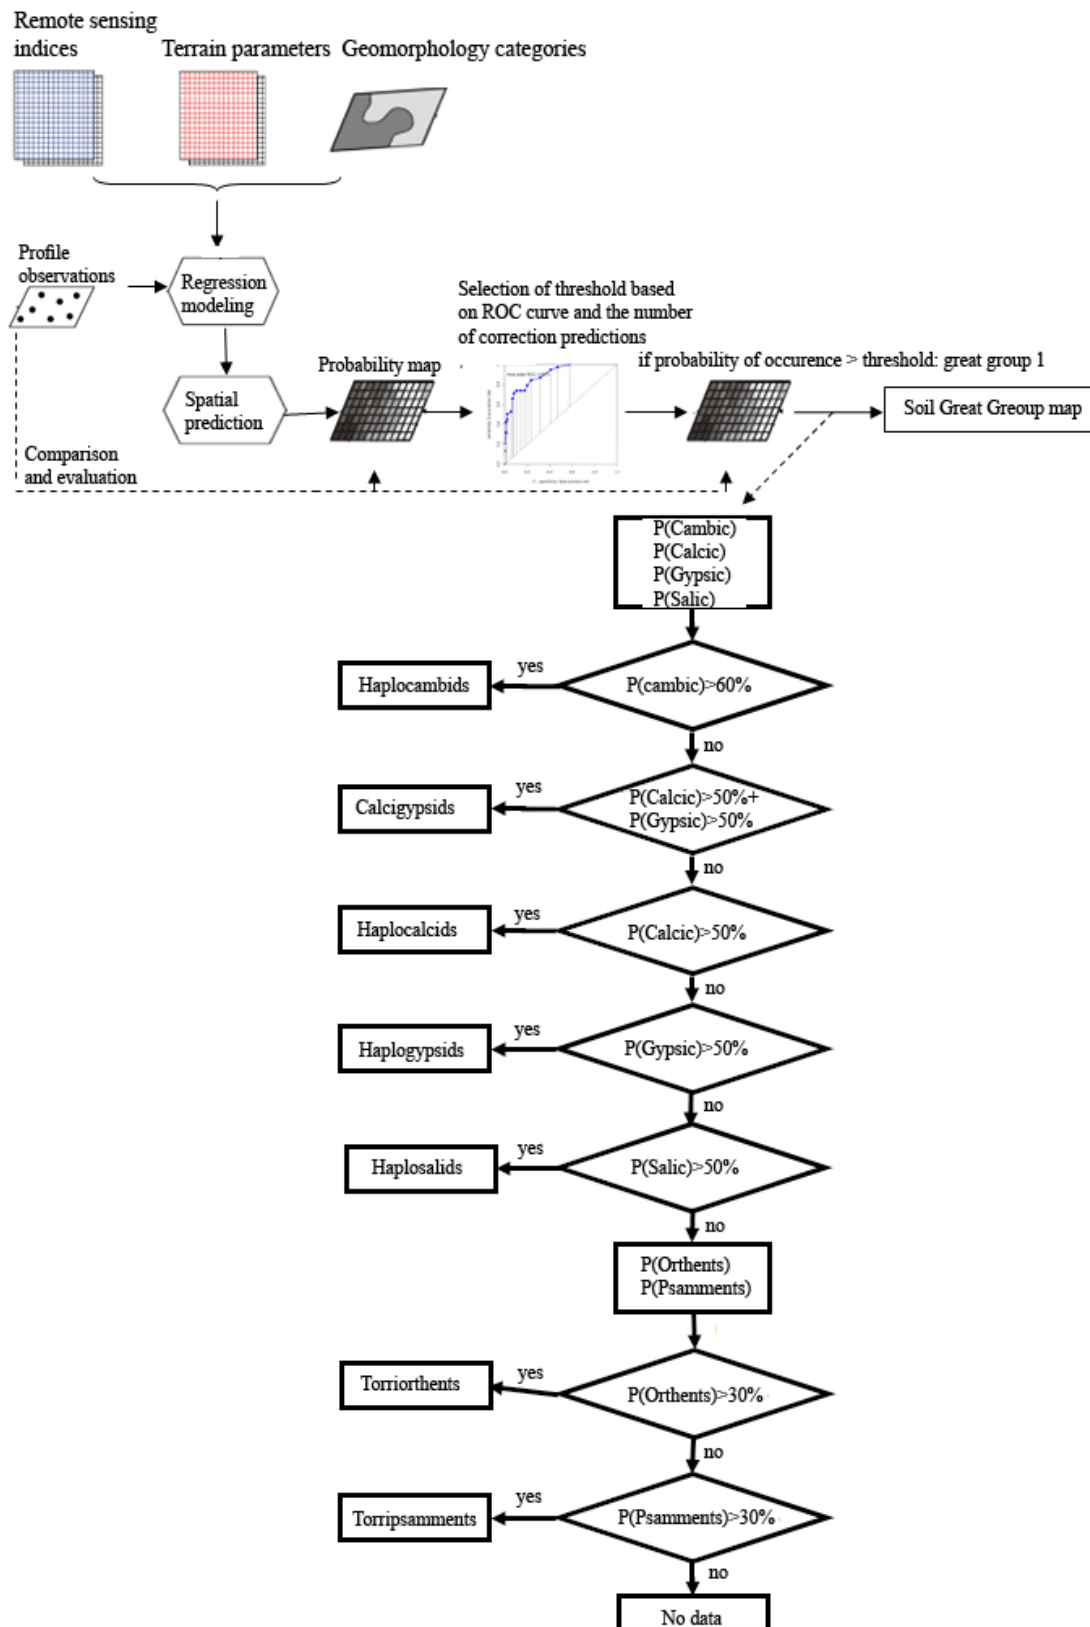 Remote sensing
indices
Terrain parameters
Geomorphology categories
Profile
observations
Regression
modeling
Selection of threshold based
on ROC curve and the number
of correction predictions
Probability map
if probability of occurence > threshold: great group 1
Spatial
prediction
Soil Great Greoup map
Comparison
and evaluation
P(Cambic)
P(Calcic)
P(Gypsic)
P(Salic)
Haplocambids
yes
P(cambic)>60%
no
Calcigypsids
yes
P(Calcic)>50%+
P(Gypsic)>50%
no
Haplocalcids
yes
P(Calcic)>50%
no
Haplogypsids
yes
P(Gypsic)>50%
no
Haplosalids
yes
P(Salic)>50%
no
P(Orthents)
P(Psamments)
Torriorthents
yes
P(Orthents)>30%
no
Torripsamments
yes
P(Psamments)>30%
no
No data